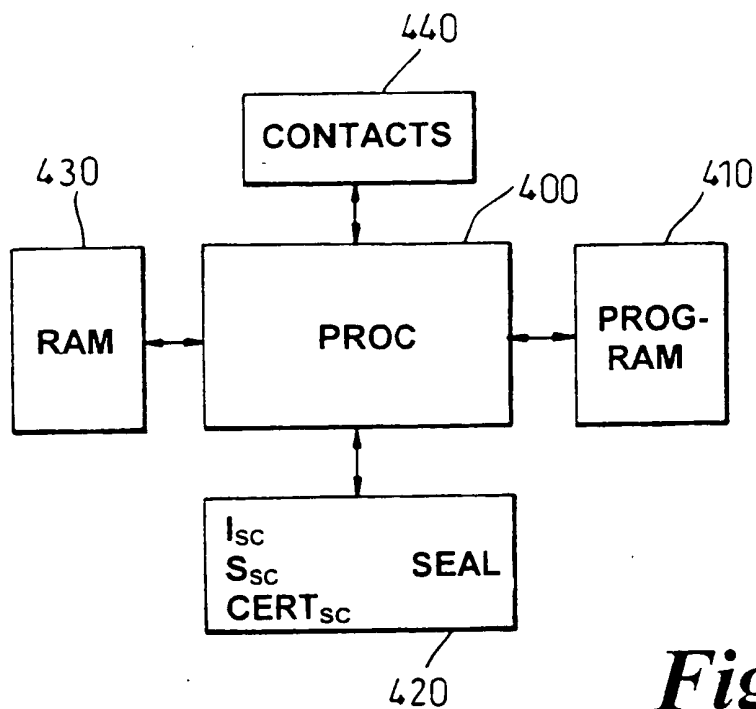 440
CONTACTS
430
400
410
RAM
PROC
PROG-
RAM
I_SC
S_SC SEAL
CERT_SC
420
Fig